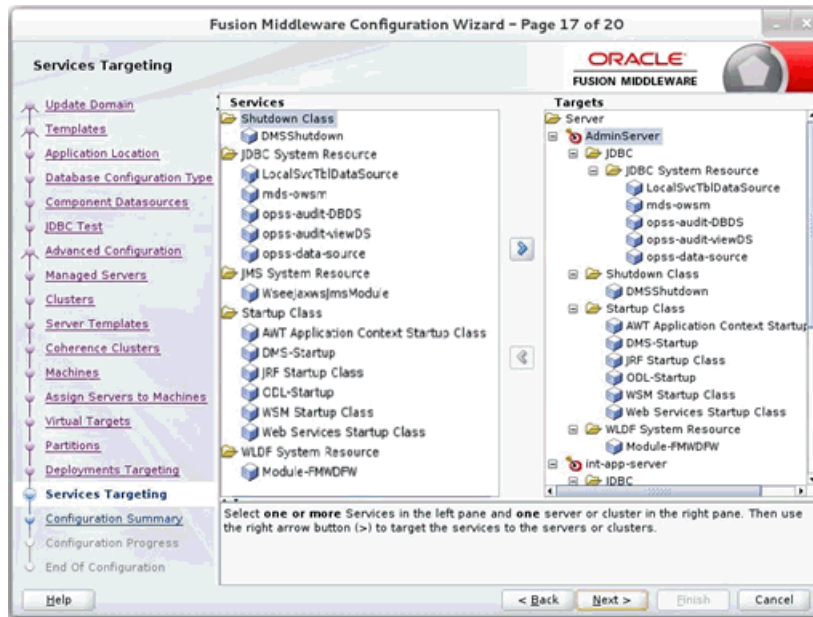 Fusion Middleware Configuration Wizard - Page 17 of 20
Services Targeting
ORACLE
FUSION MIDDLEWARE
Update Domain
Templates
Application Location
Database Configuration Type
Component Datasources
JDBC Test
Advanced Configuration
Managed Servers
Clusters
Server Templates
Coherence Clusters
Machines
Assign Servers to Machines
Virtual Targets
Partitions
Deployments Targeting
Services Targeting
Configuration Summary
Configuration Progress
End Of Configuration
Services
Shutdown Class
DMSShutdown
JDBC System Resource
LocalSvcTblDataSource
mds-owsm
opss-audit-DBDS
opss-audit-viewDS
opss-data-source
JMS System Resource
WseeJaxwsJmsModule
Startup Class
AWT Application Context Startup Class
DMS-Startup
JRF Startup Class
ODL-Startup
WSM Startup Class
Web Services Startup Class
WLDF System Resource
Module-FMWDFW
Targets
Server
AdminServer
JDBC
JDBC System Resource
LocalSvcTblDataSource
mds-owsm
opss-audit-DBDS
opss-audit-viewDS
opss-data-source
Shutdown Class
DMSShutdown
Startup Class
AWT Application Context Startup
DMS-Startup
JRF Startup Class
ODL-Startup
WSM Startup Class
Web Services Startup Class
WLDF System Resource
Module-FMWDFW
int-app-server
JDBC
Select one or more Services in the left pane and one server or cluster in the right pane. Then use
the right arrow button (>) to target the services to the servers or clusters.
Help
< Back
Next >
Finish
Cancel